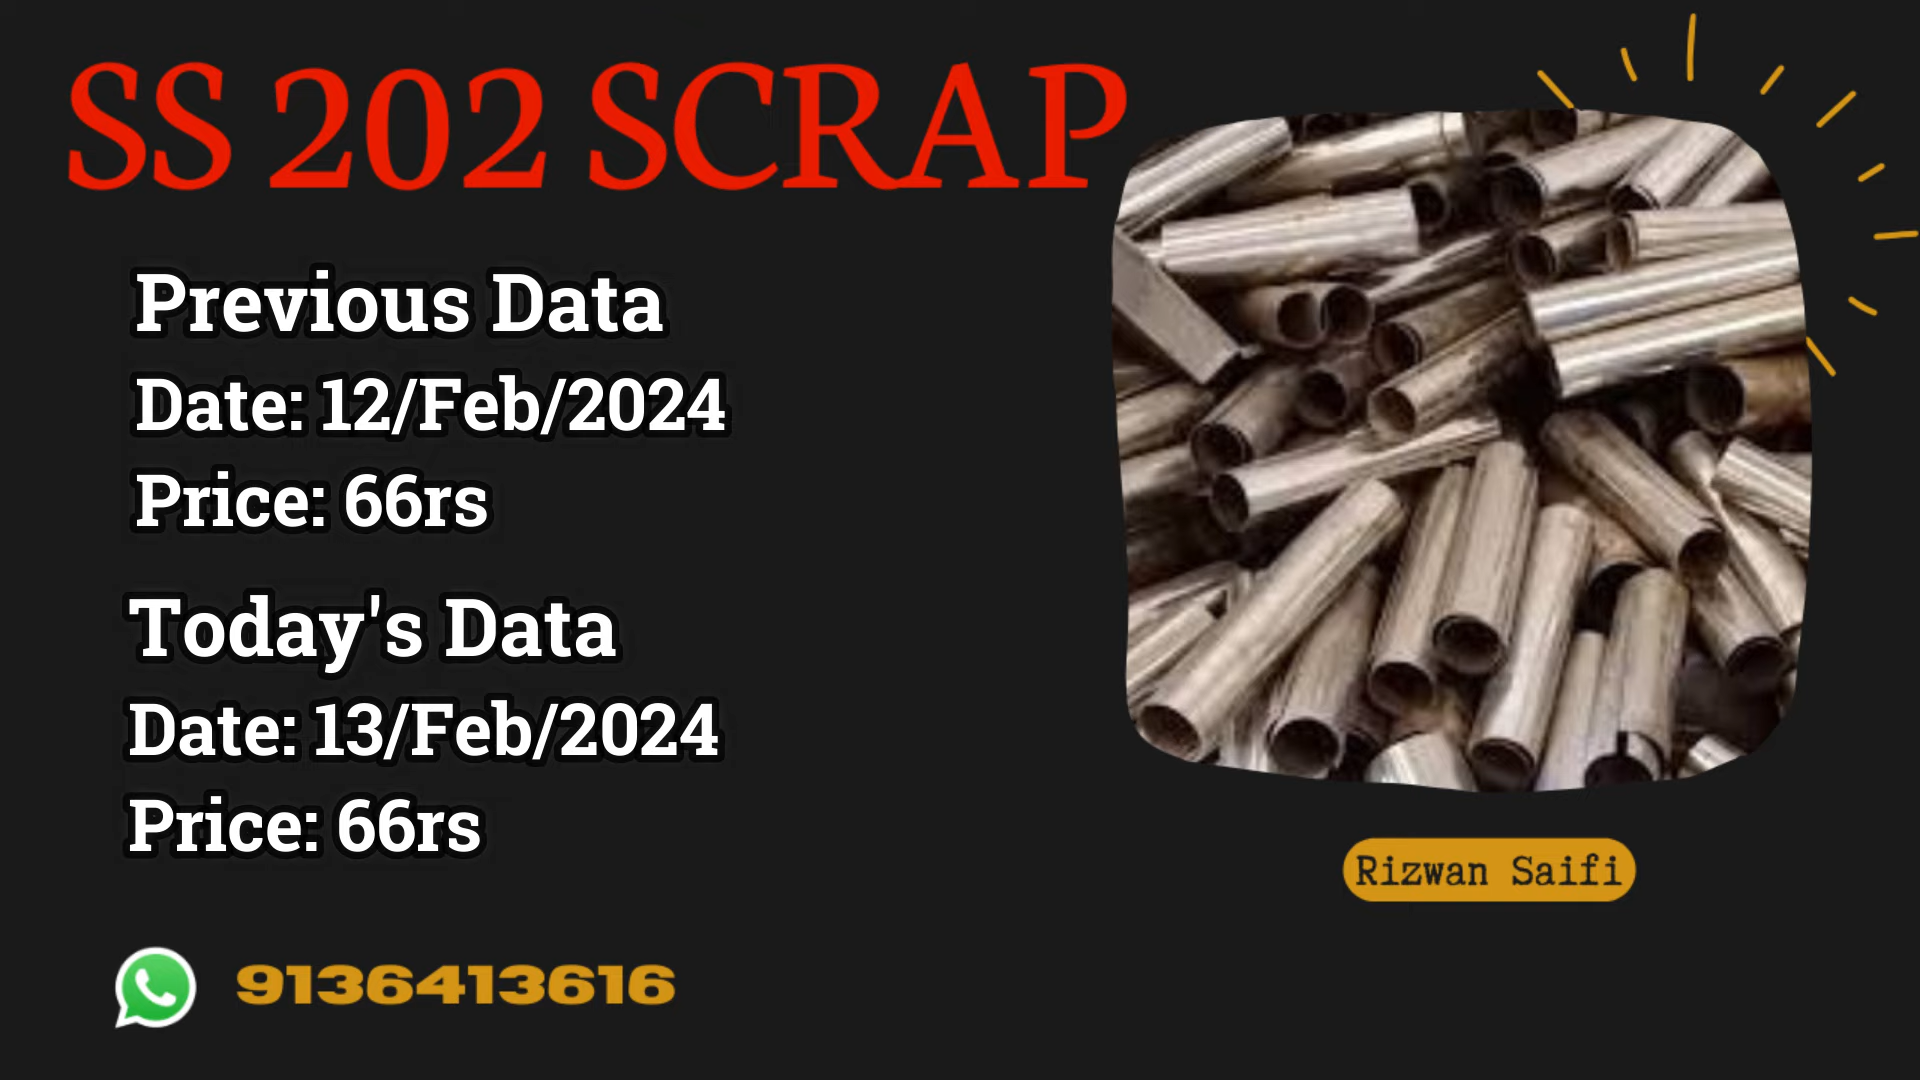 SS 202 SCRAP
Previous Data
Date: 12/Feb/2024
Price: 66rs
Today's Data
Date: 13/Feb/2024
Price: 66rs
Rizwan Saifi
9136413616